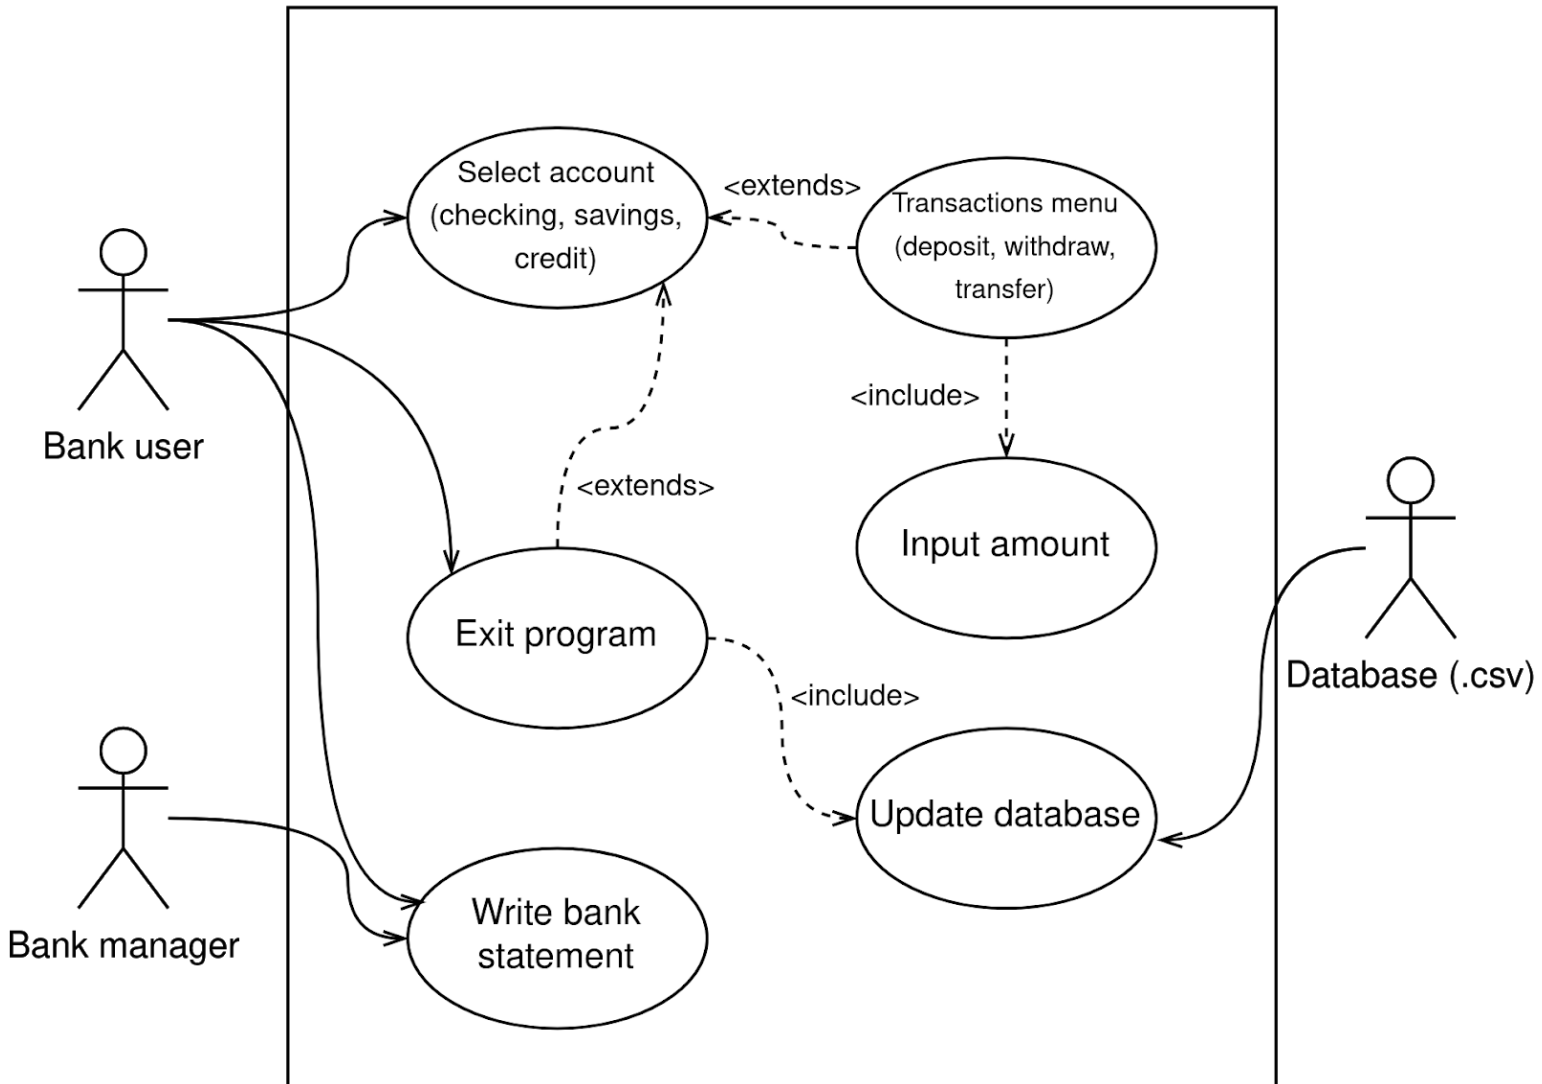 Select account
(checking, savings,
credit)
<extends>
Transactions menu
(deposit, withdraw,
transfer)
<include>
Bank user
<extends>
Input amount
Exit program
Database (.csv)
<include>
Update database
Write bank
statement
Bank manager